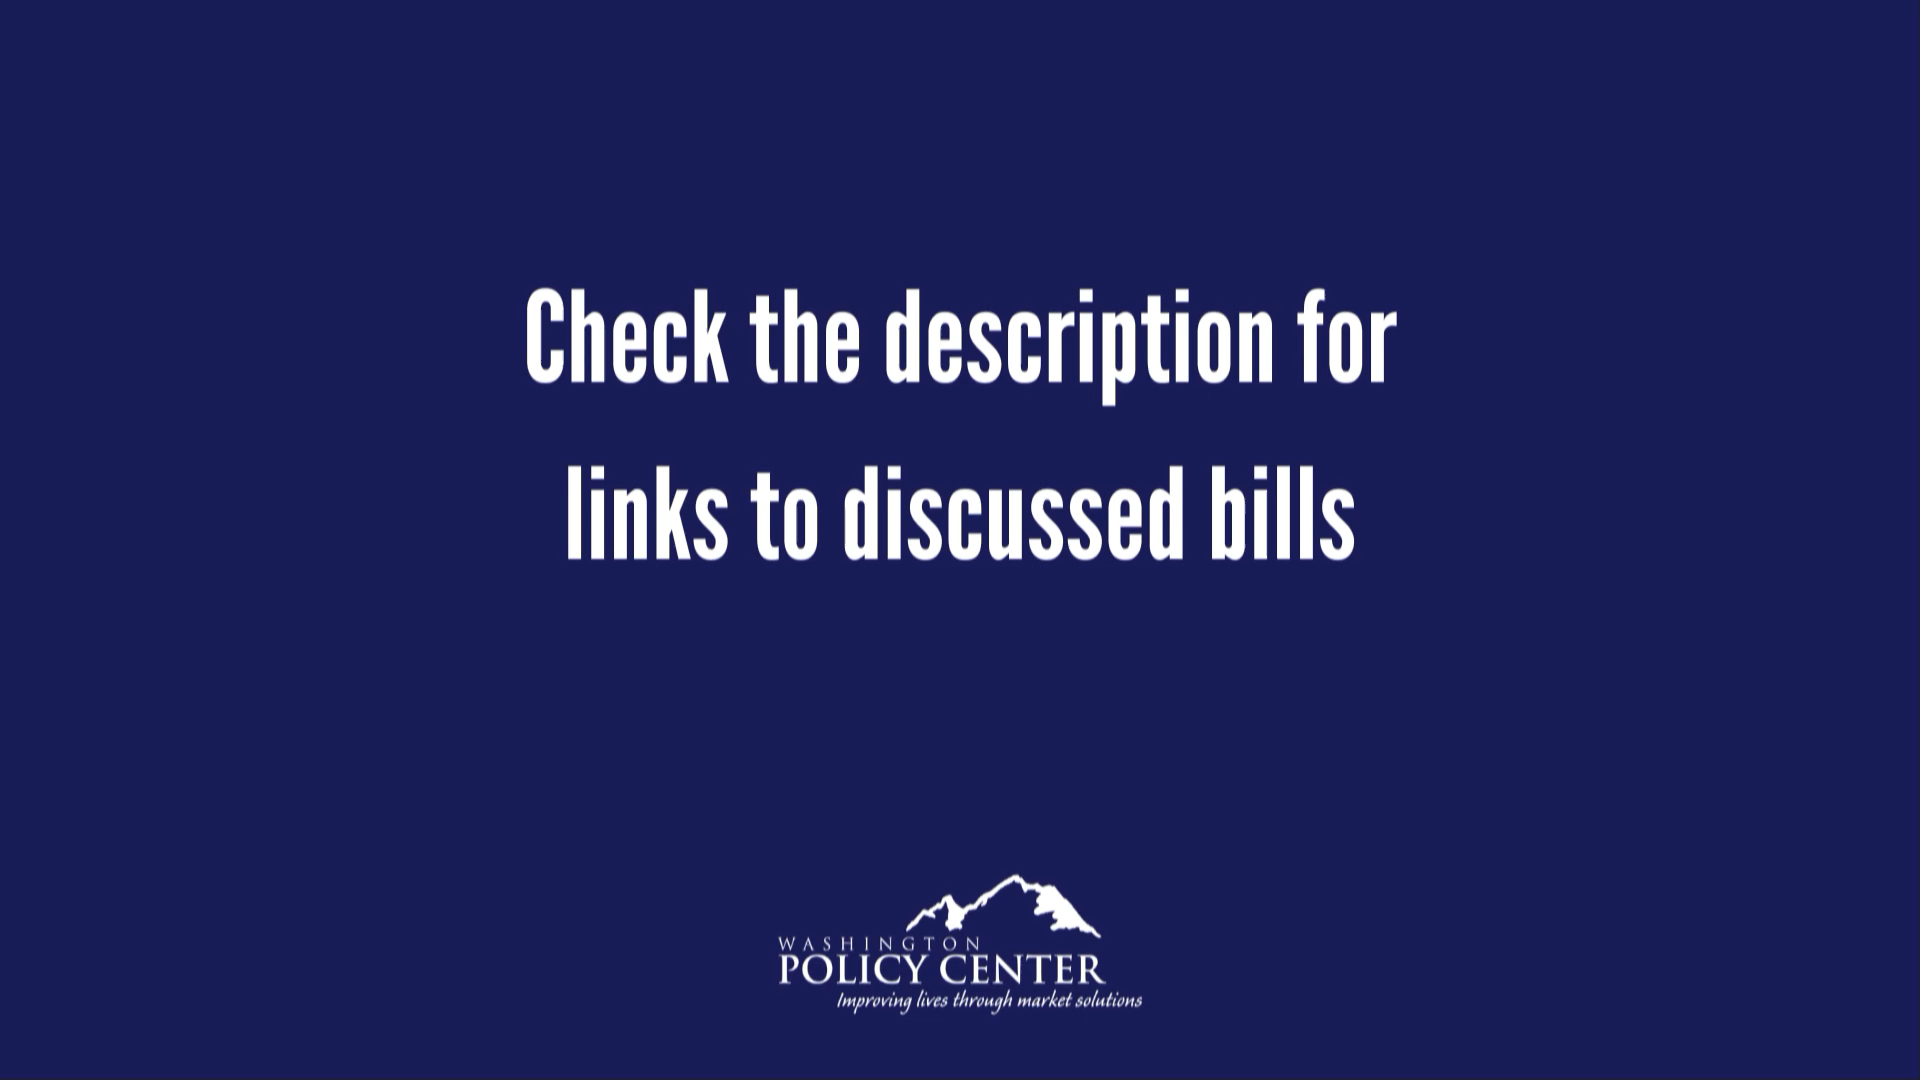 Check the description for
links to discussed bills
WASHINGTON
POLICY CENTER
Improving lives through market solutions